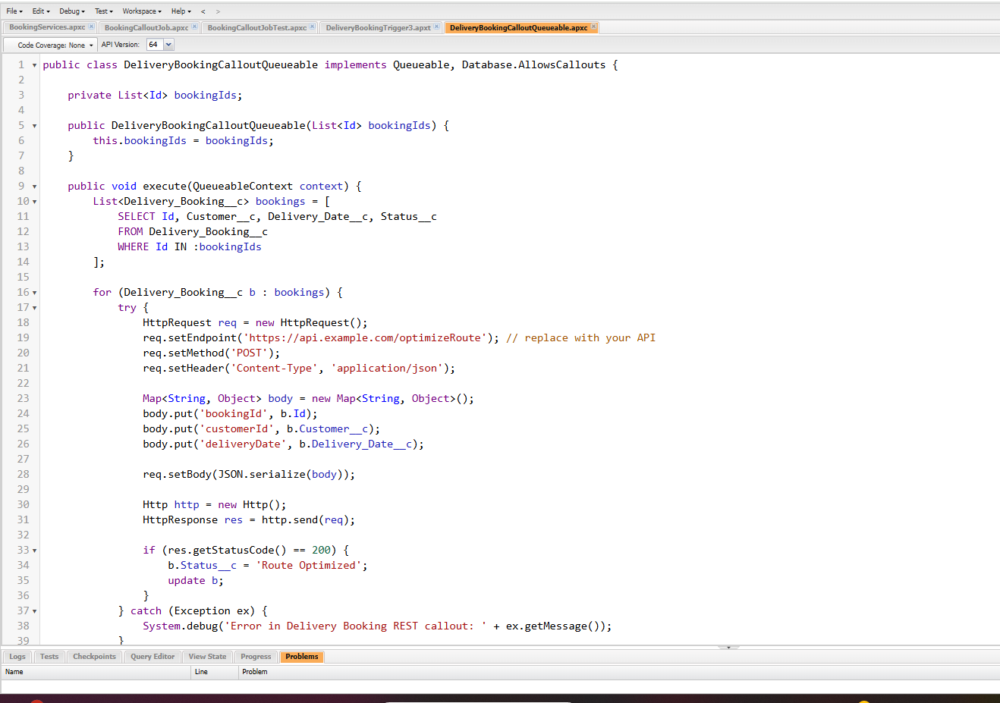 File Edit Debug Test Workspace Help < >
BookingServices.apxc BookingCalloutJob.apxc BookingCalloutJobTest.apxc DeliveryBookingTrigger3.apxt DeliveryBookingCalloutQueueable.apxc
Code Coverage: None API Version: 64
1 public class DeliveryBookingCalloutQueueable implements Queueable, Database.AllowsCallouts {
2
3     private List<Id> bookingIds;
4
5     public DeliveryBookingCalloutQueueable(List<Id> bookingIds) {
6         this.bookingIds = bookingIds;
7     }
8
9     public void execute(QueueableContext context) {
10         List<Delivery_Booking__c> bookings = [
11             SELECT Id, Customer__c, Delivery_Date__c, Status__c
12             FROM Delivery_Booking__c
13             WHERE Id IN :bookingIds
14         ];
15
16         for (Delivery_Booking__c b : bookings) {
17             try {
18                 HttpRequest req = new HttpRequest();
19                 req.setEndpoint('https://api.example.com/optimizeRoute'); // replace with your API
20                 req.setMethod('POST');
21                 req.setHeader('Content-Type', 'application/json');
22
23                 Map<String, Object> body = new Map<String, Object>();
24                 body.put('bookingId', b.Id);
25                 body.put('customerId', b.Customer__c);
26                 body.put('deliveryDate', b.Delivery_Date__c);
27
28                 req.setBody(JSON.serialize(body));
29
30                 Http http = new Http();
31                 HttpResponse res = http.send(req);
32
33                 if (res.getStatusCode() == 200) {
34                     b.Status__c = 'Route Optimized';
35                     update b;
36                 }
37             } catch (Exception ex) {
38                 System.debug('Error in Delivery Booking REST callout: ' + ex.getMessage());
39             }
Logs Tests Checkpoints Query Editor View State Progress Problems
Name Line Problem